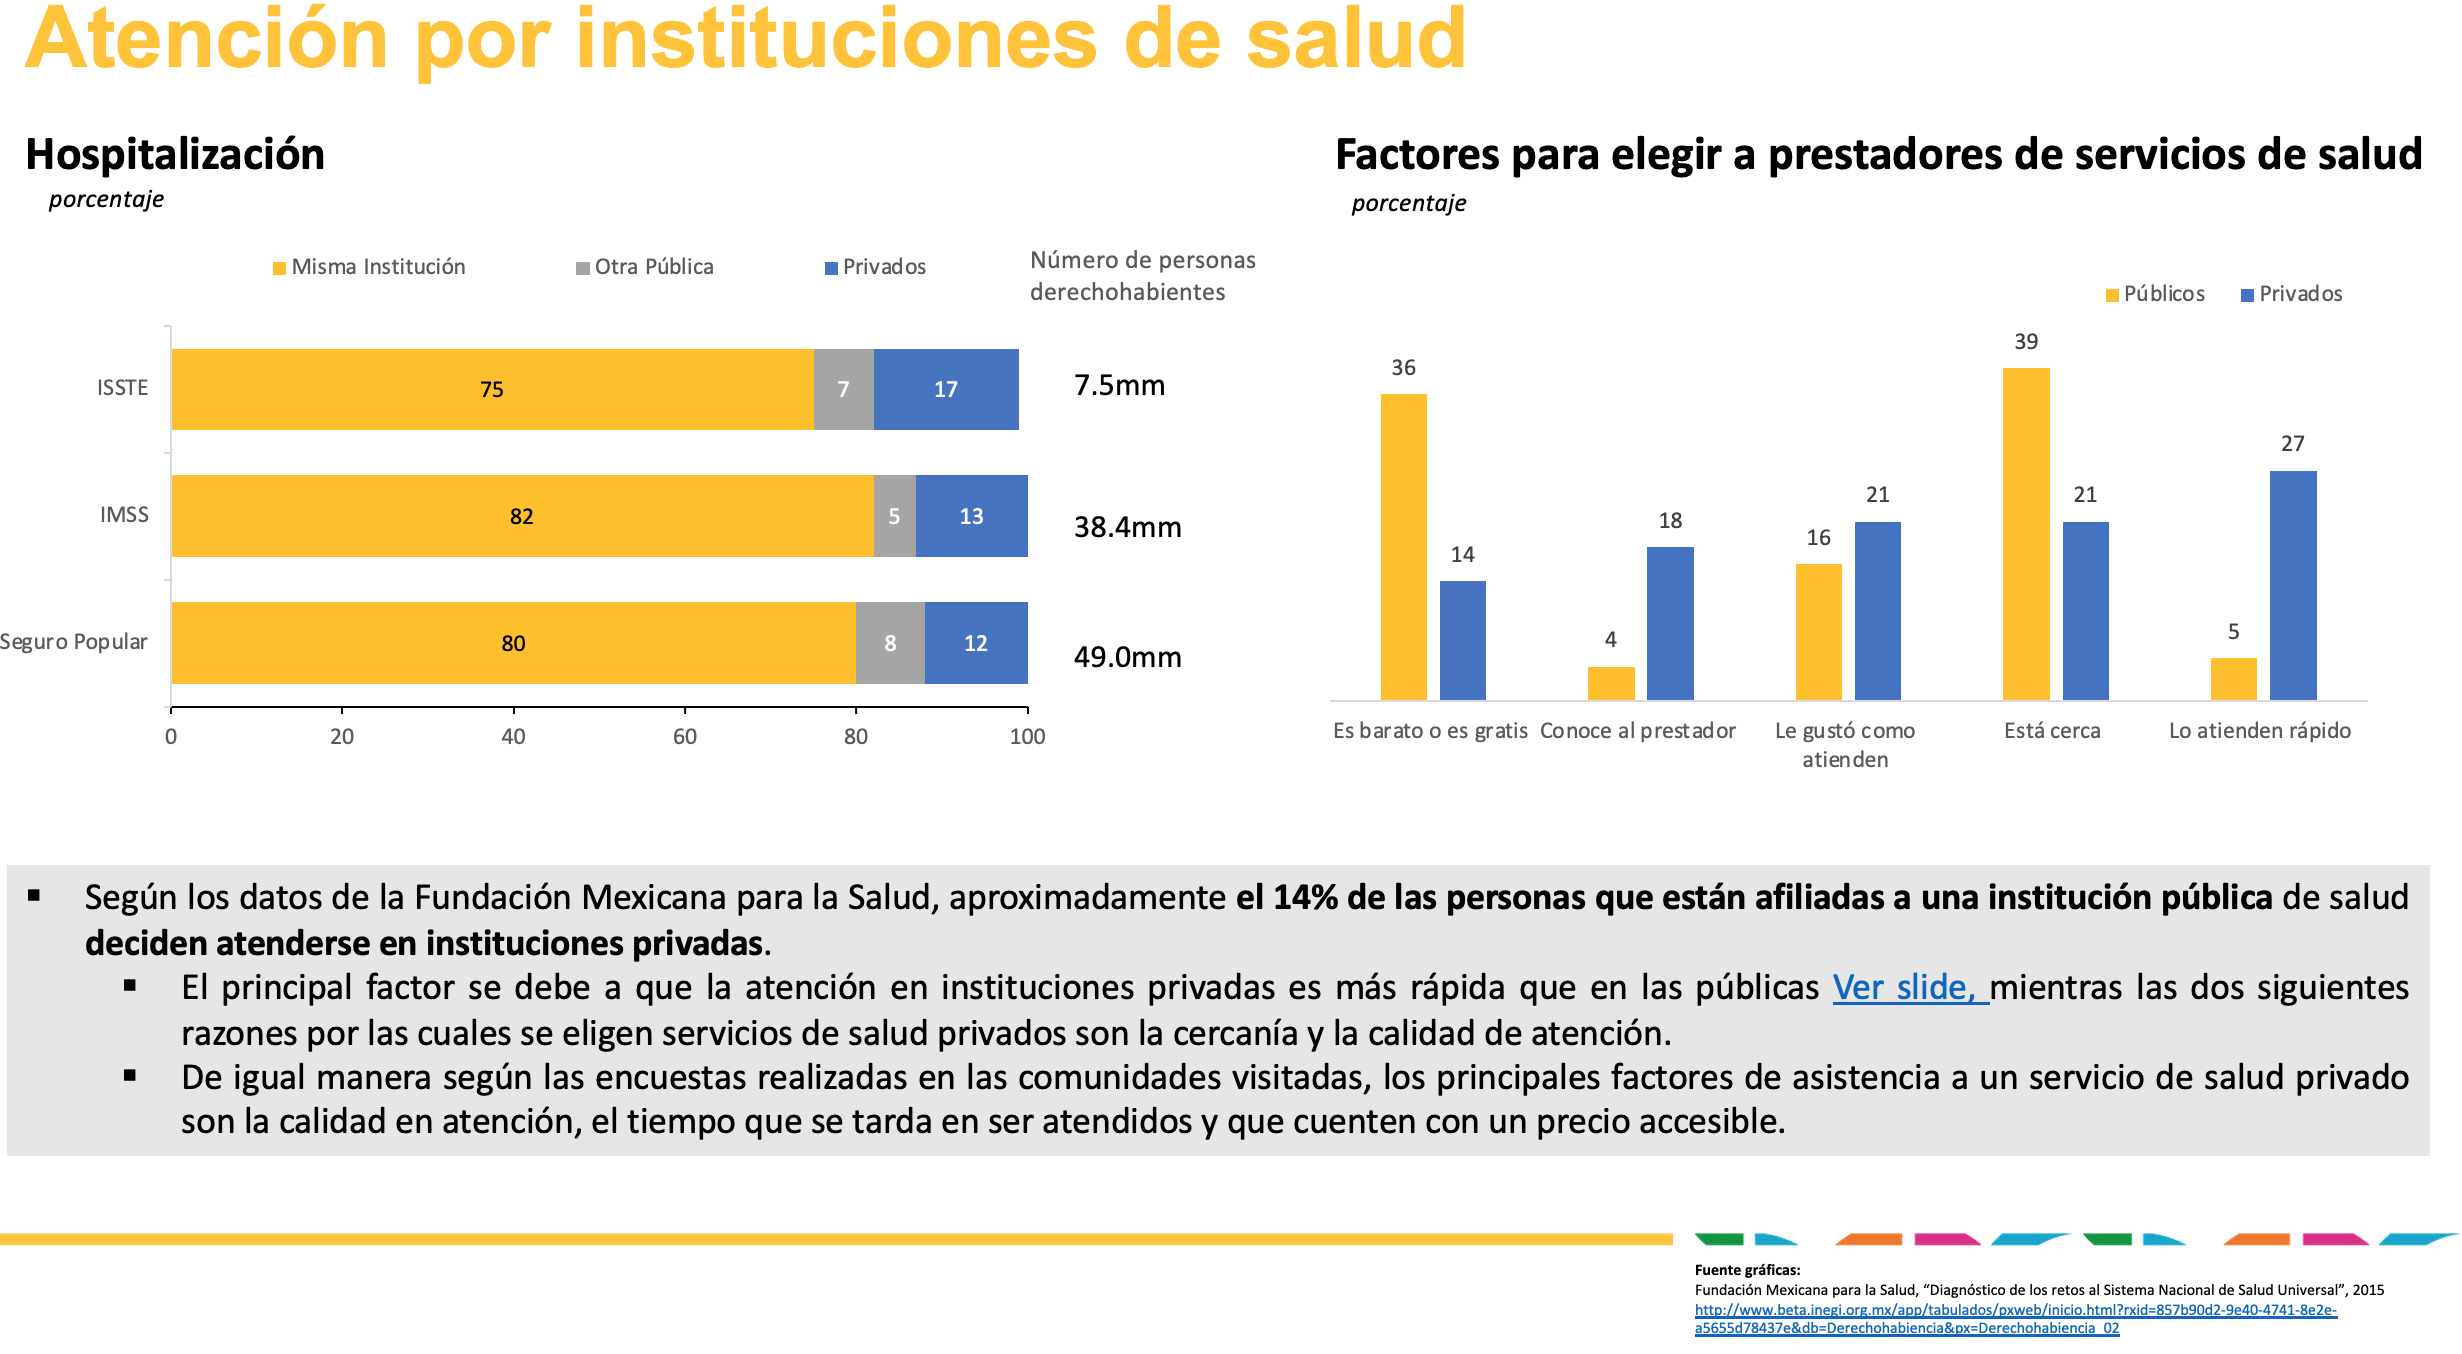 Atención por instituciones de salud
Hospitalización
porcentaje
Misma Institución
Otra Pública
Privados
Número de personas
derechohabientes
ISSTE
75
7
17
7.5mm
IMSS
82
5
13
38.4mm
Seguro Popular
80
8
12
49.0mm
0
20
40
60
80
100
Factores para elegir a prestadores de servicios de salud
porcentaje
Públicos
Privados
36
14
4
18
16
21
39
21
5
27
Es barato o es gratis
Conoce al prestador
Le gustó como
atienden
Está cerca
Lo atienden rápido
▪ Según los datos de la Fundación Mexicana para la Salud, aproximadamente el 14% de las personas que están afiliadas a una institución pública de salud
deciden atenderse en instituciones privadas.
▪ El principal factor se debe a que la atención en instituciones privadas es más rápida que en las públicas Ver slide, mientras las dos siguientes
razones por las cuales se eligen servicios de salud privados son la cercanía y la calidad de atención.
▪ De igual manera según las encuestas realizadas en las comunidades visitadas, los principales factores de asistencia a un servicio de salud privado
son la calidad en atención, el tiempo que se tarda en ser atendidos y que cuenten con un precio accesible.
Fuente gráficas:
Fundación Mexicana para la Salud, “Diagnóstico de los retos al Sistema Nacional de Salud Universal”, 2015
http://www.beta.inegi.org.mx/app/tabulados/pxweb/inicio.html?rxid=857b90d2-9e40-4741-8e2e-
a5655d78437e&db=Derechohabiencia&px=Derechohabiencia_02